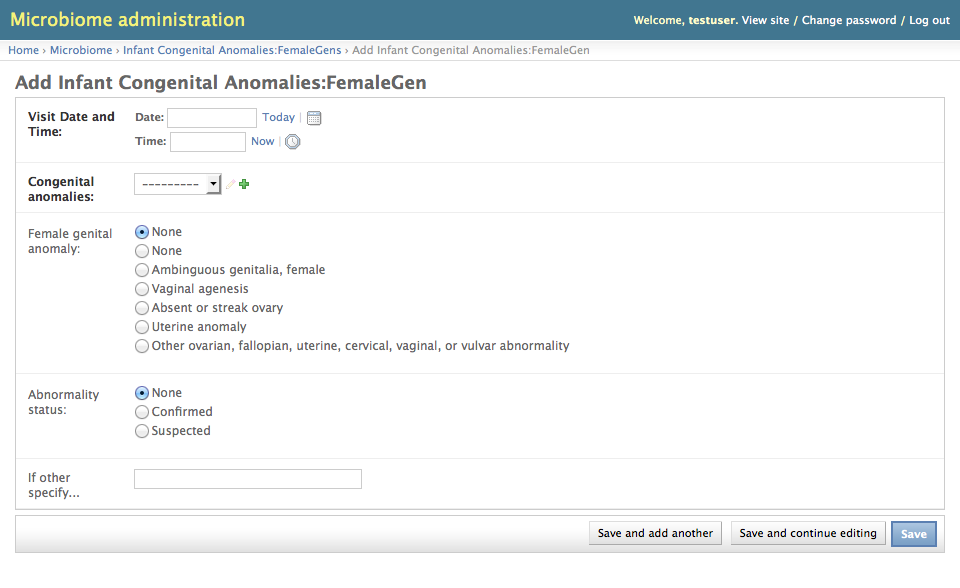 Microbiome administration
Welcome, testuser. View site / Change password / Log out
Home › Microbiome › Infant Congenital Anomalies:FemaleGens › Add Infant Congenital Anomalies:FemaleGen
Add Infant Congenital Anomalies:FemaleGen
Visit Date and Time:
Date: Today |
Time: Now |
Congenital anomalies:
---------
Female genital anomaly:
None
None
Ambinguous genitalia, female
Vaginal agenesis
Absent or streak ovary
Uterine anomaly
Other ovarian, fallopian, uterine, cervical, vaginal, or vulvar abnormality
Abnormality status:
None
Confirmed
Suspected
If other specify...
Save and add another
Save and continue editing
Save